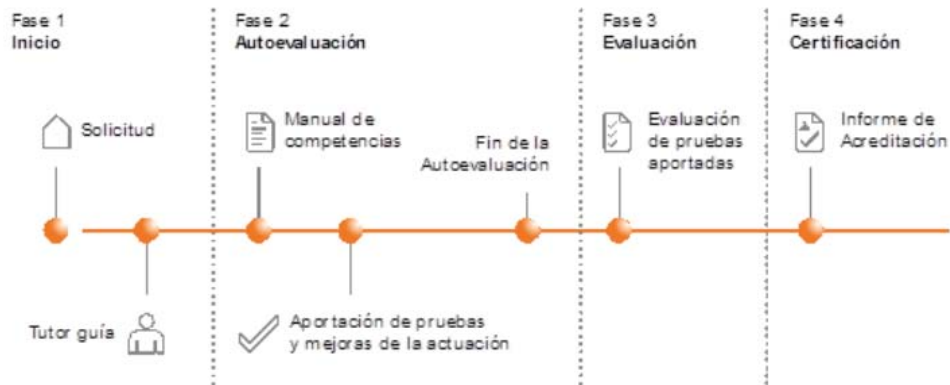 Fase 1
Inicio
Fase 2
Autoevaluación
Fase 3
Evaluación
Fase 4
Certificación
Solicitud
Manual de
competencias
Fin de la
Autoevaluación
Evaluación
de pruebas
aportadas
Informe de
Acreditación
Tutor guía
Aportación de pruebas
y mejoras de la actuación